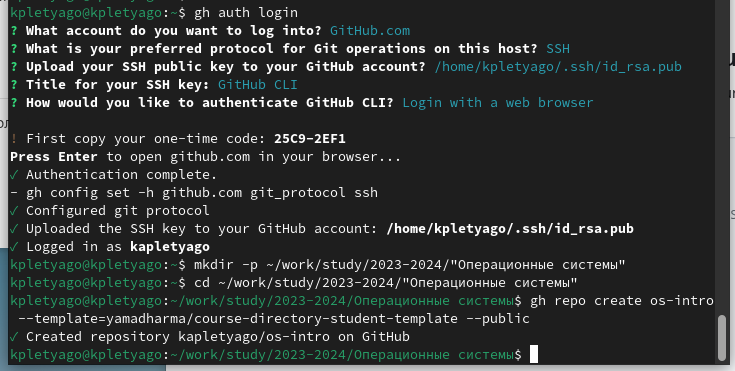 kpletyago@kpletyago:~$ gh auth login
? What account do you want to log into? GitHub.com
? What is your preferred protocol for Git operations on this host? SSH
? Upload your SSH public key to your GitHub account? /home/kpletyago/.ssh/id_rsa.pub
? Title for your SSH key: GitHub CLI
? How would you like to authenticate GitHub CLI? Login with a web browser
! First copy your one-time code: 25C9-2EF1
Press Enter to open github.com in your browser...
✓ Authentication complete.
- gh config set -h github.com git_protocol ssh
✓ Configured git protocol
✓ Uploaded the SSH key to your GitHub account: /home/kpletyago/.ssh/id_rsa.pub
✓ Logged in as kapletyago
kpletyago@kpletyago:~$ mkdir -p ~/work/study/2023-2024/"Операционные системы"
kpletyago@kpletyago:~$ cd ~/work/study/2023-2024/"Операционные системы"
kpletyago@kpletyago:~/work/study/2023-2024/Операционные системы$ gh repo create os-intro
--template=yamadharma/course-directory-student-template --public
✓ Created repository kapletyago/os-intro on GitHub
kpletyago@kpletyago:~/work/study/2023-2024/Операционные системы$